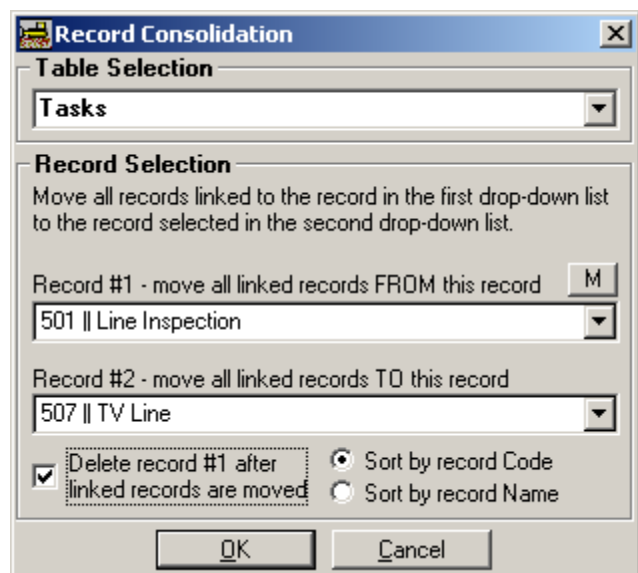 Record Consolidation
Table Selection
Tasks
Record Selection
Move all records linked to the record in the first drop-down list
to the record selected in the second drop-down list.
Record #1 - move all linked records FROM this record
M
501 || Line Inspection
Record #2 - move all linked records TO this record
507 || TV Line
Delete record #1 after
linked records are moved
Sort by record Code
Sort by record Name
OK
Cancel